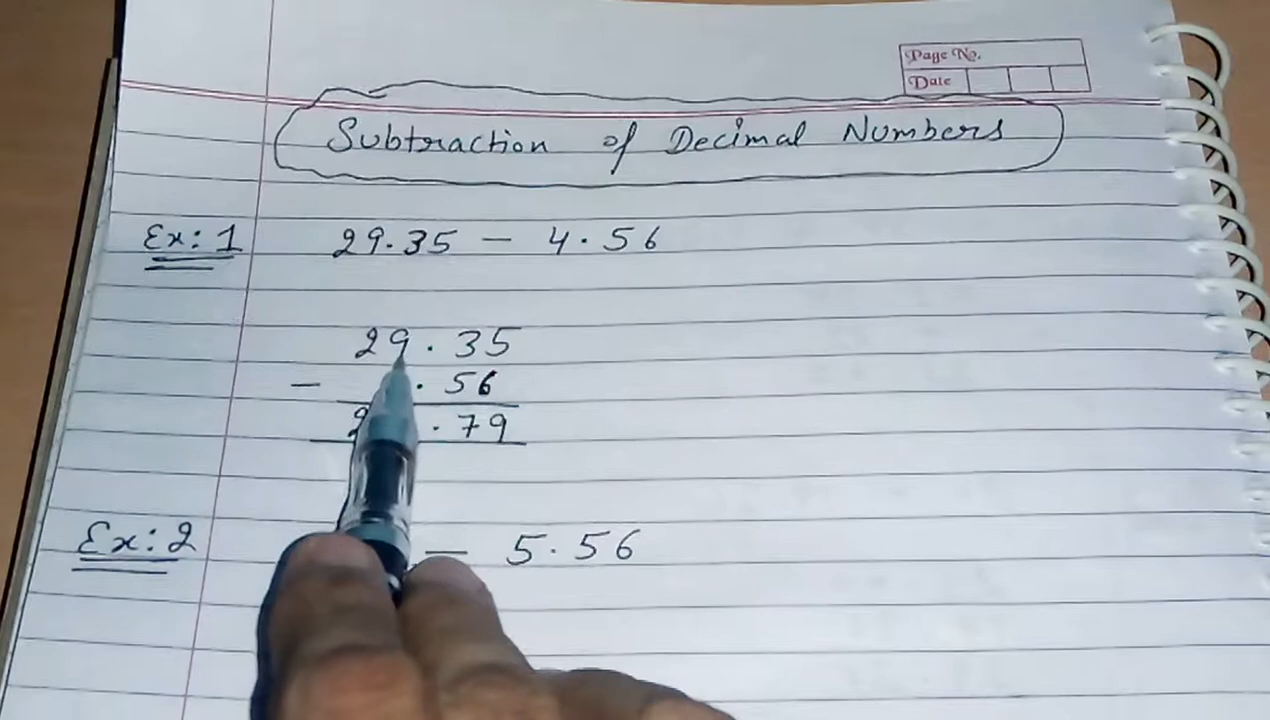 Page No.
Date
Subtraction of Decimal Numbers
Ex: 1 29.35 - 4.56
29.35
- .56
2 .79
Ex: 2 - 5.56